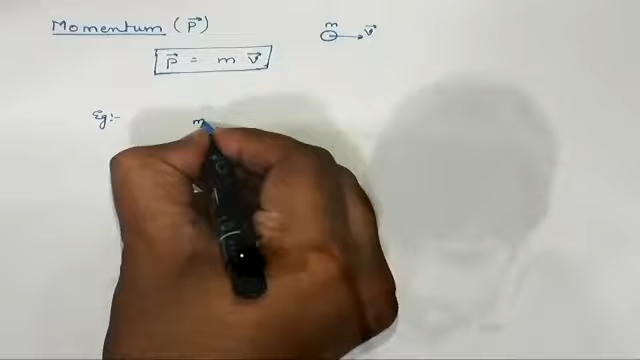 Momentum (P⃗)
m
v⃗
P⃗ = m v⃗
Eg:-
m